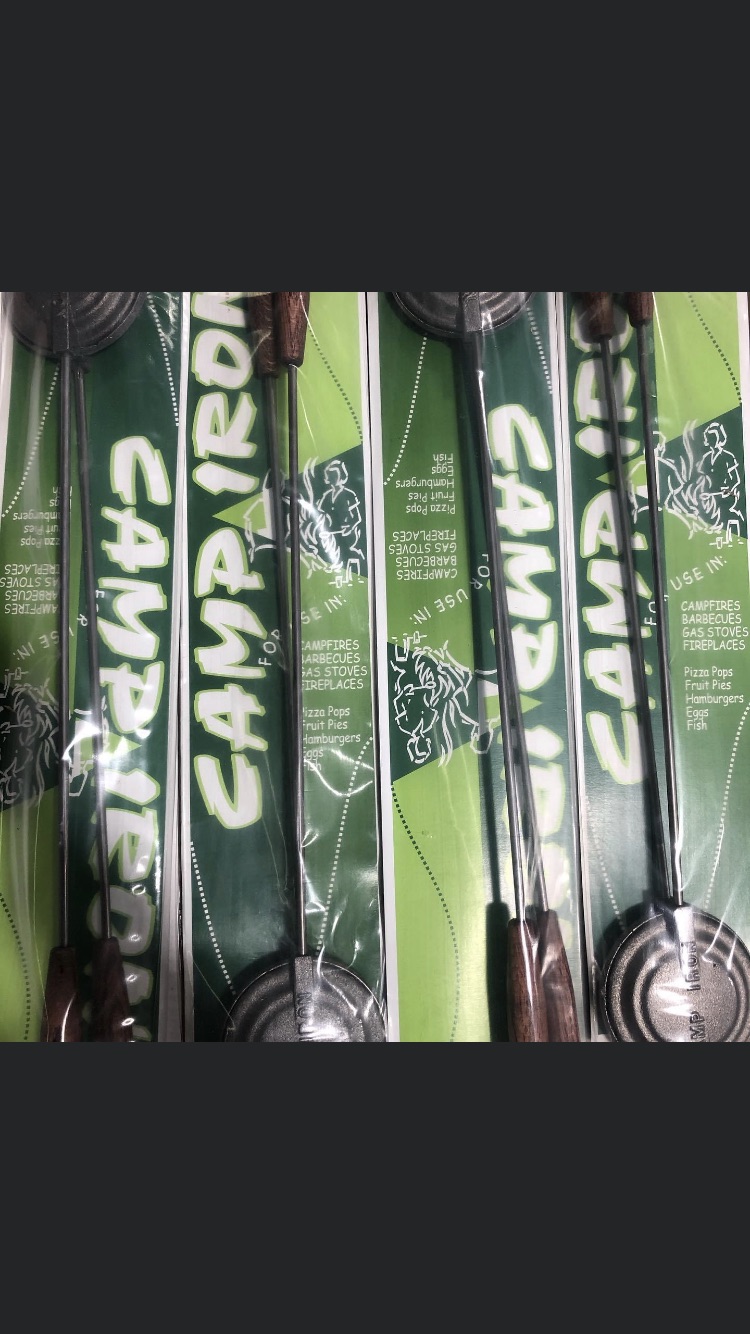 CAMP IRON
FOR USE IN:
CAMPFIRES
BARBECUES
GAS STOVES
FIREPLACES
Pizza Pops
Fruit Pies
Hamburgers
Eggs
Fish
CAMP IRON
FOR USE IN:
CAMPFIRES
BARBECUES
GAS STOVES
FIREPLACES
Pizza Pops
Fruit Pies
Hamburgers
Eggs
Fish
IRON
CAMP IRON
FOR USE IN:
CAMPFIRES
BARBECUES
GAS STOVES
FIREPLACES
Pizza Pops
Fruit Pies
Hamburgers
Eggs
Fish
CAMP IRO
FOR USE IN:
CAMPFIRES
BARBECUES
GAS STOVES
FIREPLACES
Pizza Pops
Fruit Pies
Hamburgers
Eggs
Fish
AMP IRON